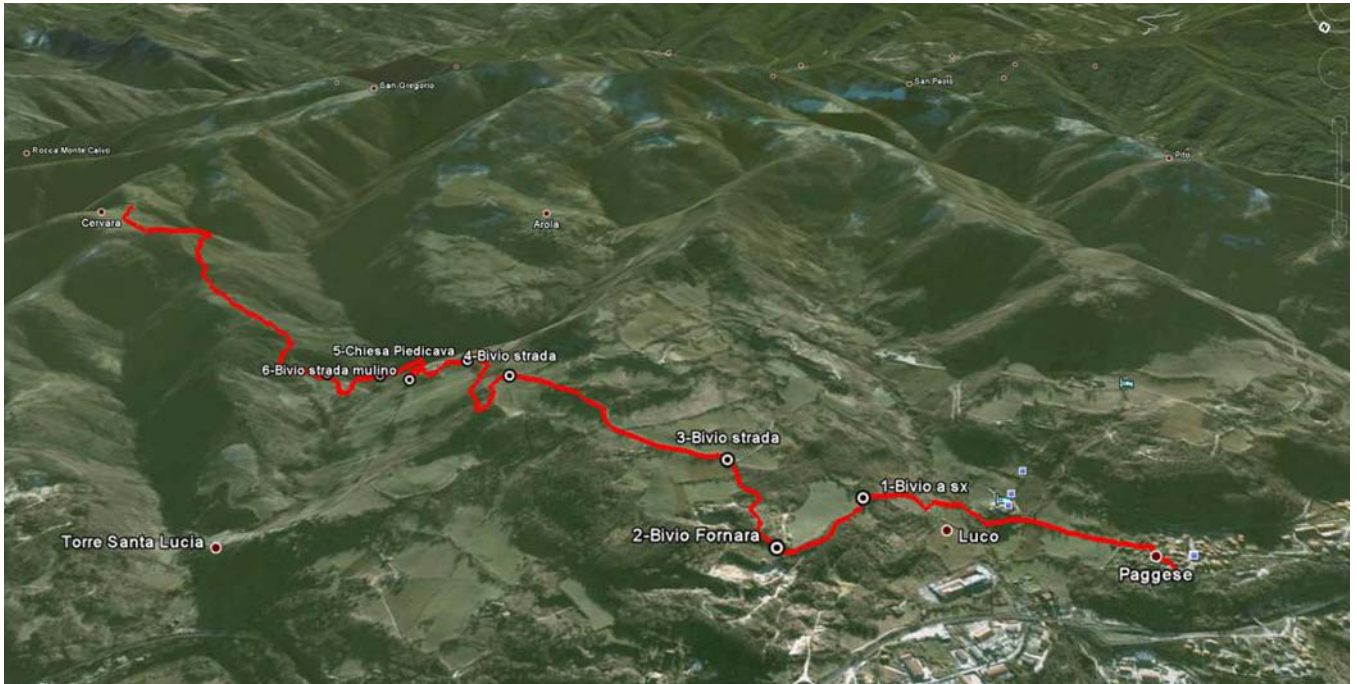 N
San Gregorio
San Paolo
Rocca Monte Calvo
Pito
Cervara
Arola
5-Chiesa Piedicava
4-Bivio strada
6-Bivio strada mulino
3-Bivio strada
1-Bivio a sx
2-Bivio Fornara
Luco
Torre Santa Lucia
Paggese